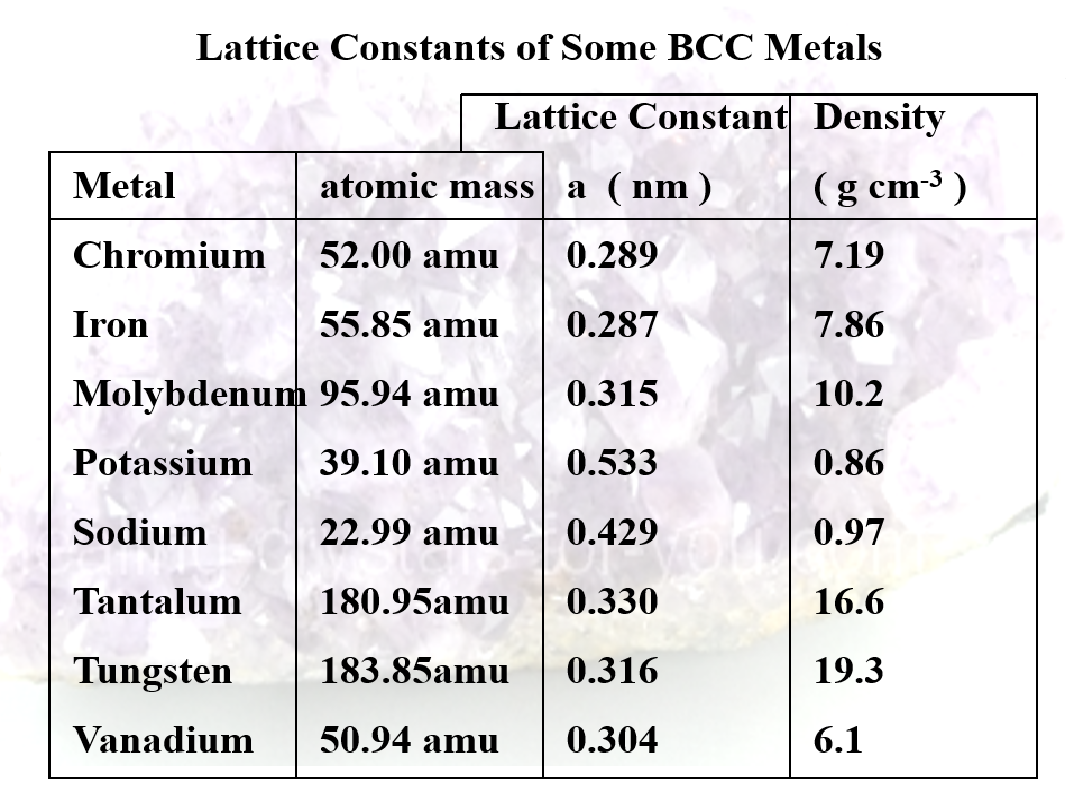 Lattice Constants of Some BCC Metals
Lattice Constant Density
Metal atomic mass a ( nm ) ( g cm-3 )
Chromium 52.00 amu 0.289 7.19
Iron 55.85 amu 0.287 7.86
Molybdenum 95.94 amu 0.315 10.2
Potassium 39.10 amu 0.533 0.86
Sodium 22.99 amu 0.429 0.97
Tantalum 180.95amu 0.330 16.6
Tungsten 183.85amu 0.316 19.3
Vanadium 50.94 amu 0.304 6.1